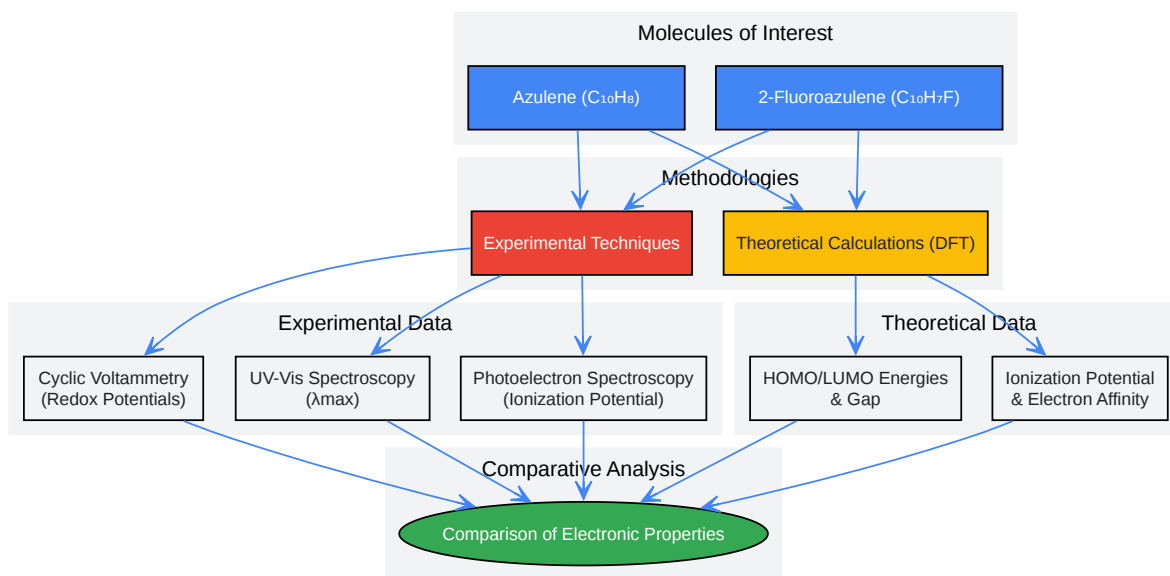 Molecules of Interest
Azulene (C₁₀H₈)
2-Fluoroazulene (C₁₀H₇F)
Methodologies
Experimental Techniques
Theoretical Calculations (DFT)
Experimental Data
Theoretical Data
Cyclic Voltammetry
(Redox Potentials)
UV-Vis Spectroscopy
(λmax)
Photoelectron Spectroscopy
(Ionization Potential)
HOMO/LUMO Energies
& Gap
Ionization Potential
& Electron Affinity
Comparative Analysis
Comparison of Electronic Properties